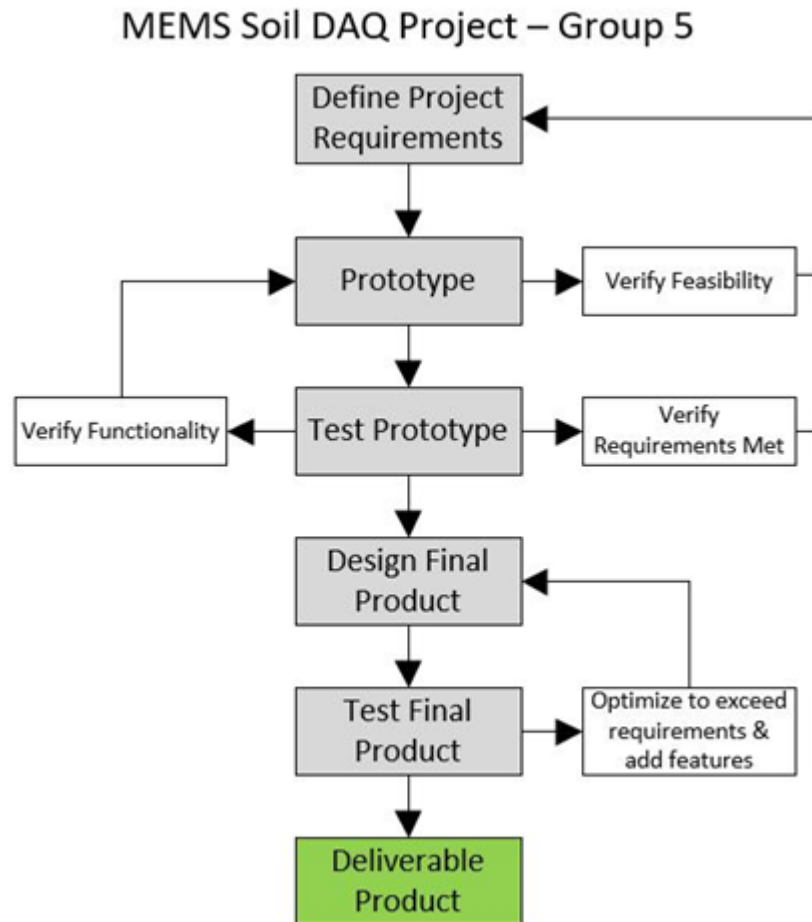 MEMS Soil DAQ Project – Group 5
Define Project
Requirements
Prototype
Verify Feasibility
Verify Functionality
Test Prototype
Verify
Requirements Met
Design Final
Product
Test Final
Product
Optimize to exceed
requirements &
add features
Deliverable
Product